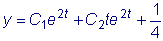 y = C₁e^{2t} + C₂te^{2t} + 1/4